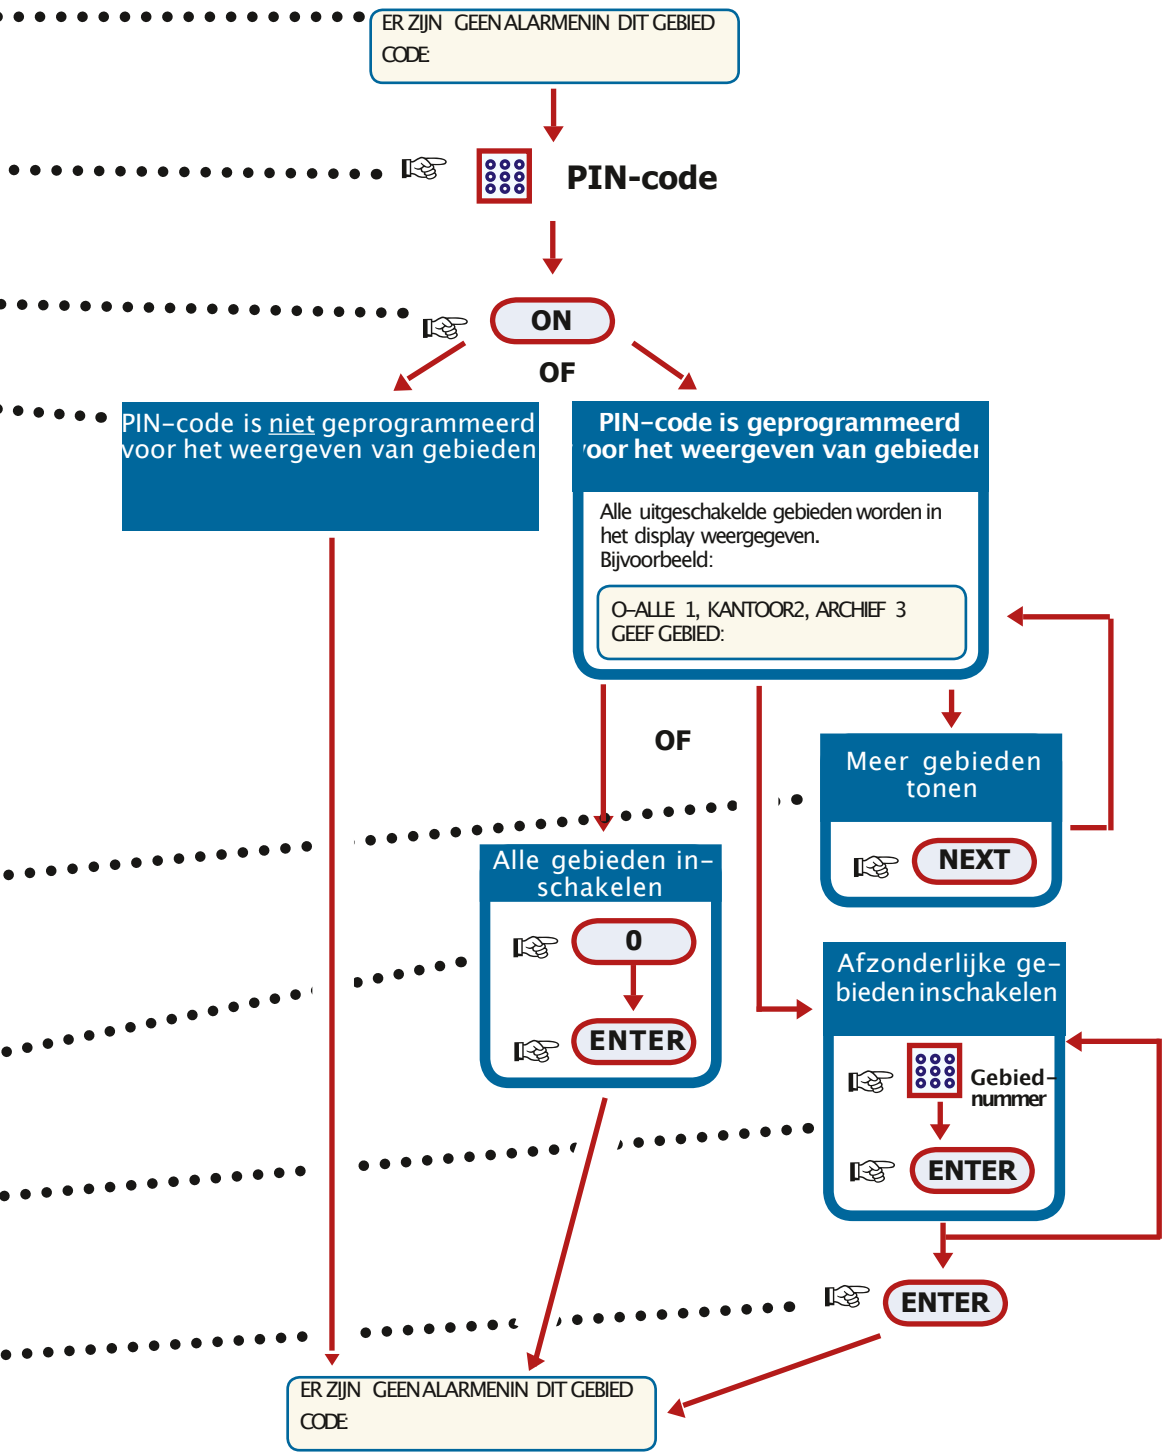 ER ZIJN GEEN ALARMEN IN DIT GEBIED
CODE:
PIN-code
ON
OF
PIN-code is niet geprogrammeerd
voor het weergeven van gebieden
PIN-code is geprogrammeerd
voor het weergeven van gebieden
Alle uitgeschakelde gebieden worden in
het display weergegeven.
Bijvoorbeeld:
O-ALLE 1, KANTOOR2, ARCHIEF 3
GEEF GEBIED:
OF
Meer gebieden
tonen
NEXT
Alle gebieden in-
schakelen
0
ENTER
Afzonderlijke ge-
bieden inschakelen
Gebied-
nummer
ENTER
ENTER
ER ZIJN GEEN ALARMEN IN DIT GEBIED
CODE: